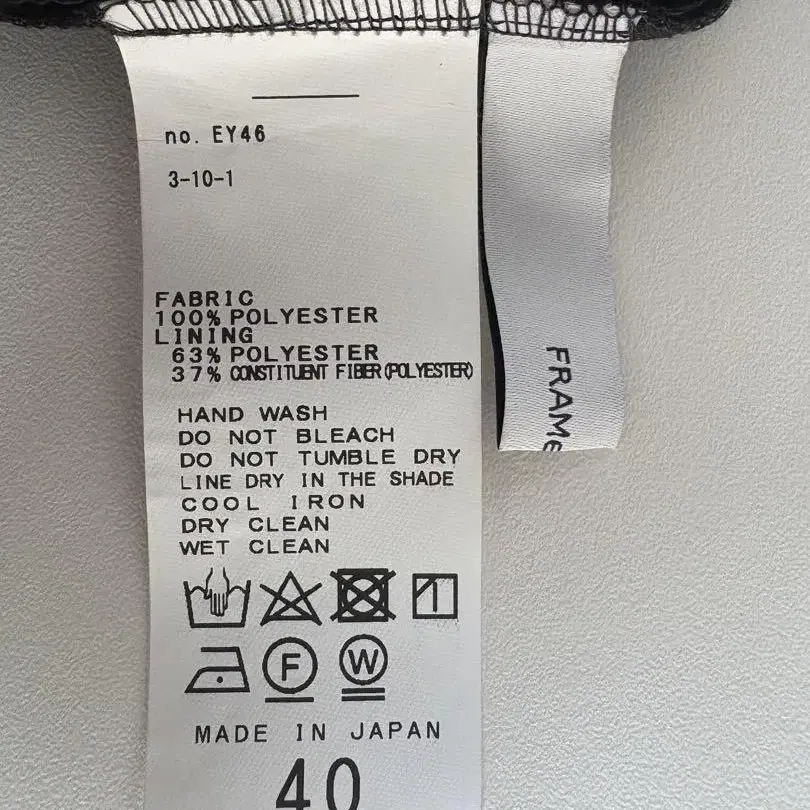 no. EY46
3-10-1
FABRIC
100% POLYESTER
LINING
63% POLYESTER
37% CONSTITUENT FIBER(POLYESTER)
HAND WASH
DO NOT BLEACH
DO NOT TUMBLE DRY
LINE DRY IN THE SHADE
COOL IRON
DRY CLEAN
WET CLEAN
F W
MADE IN JAPAN
40
FRAME